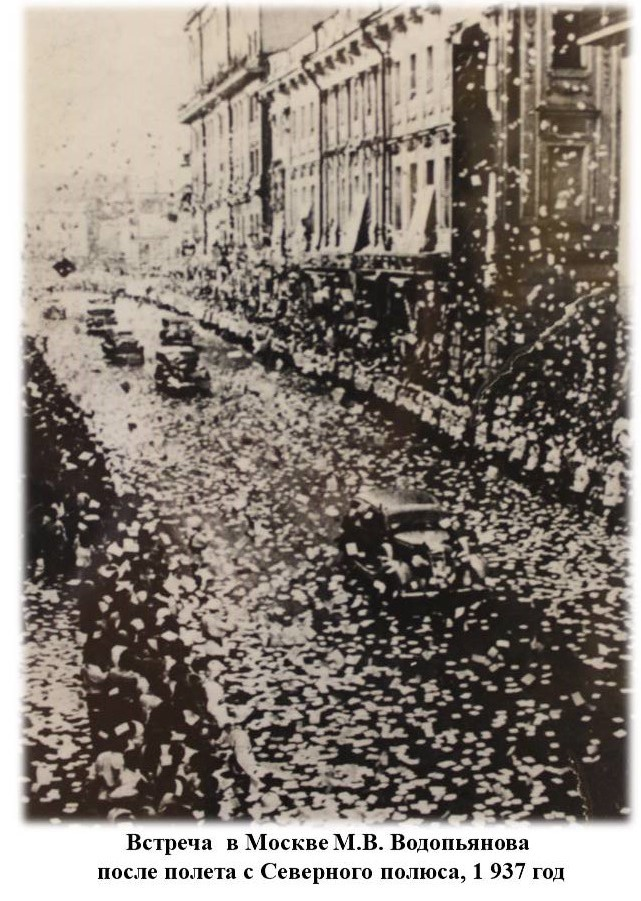 Встреча  в Москве М.В. Водопьянова
после полета с Северного полюса, 1 937 год